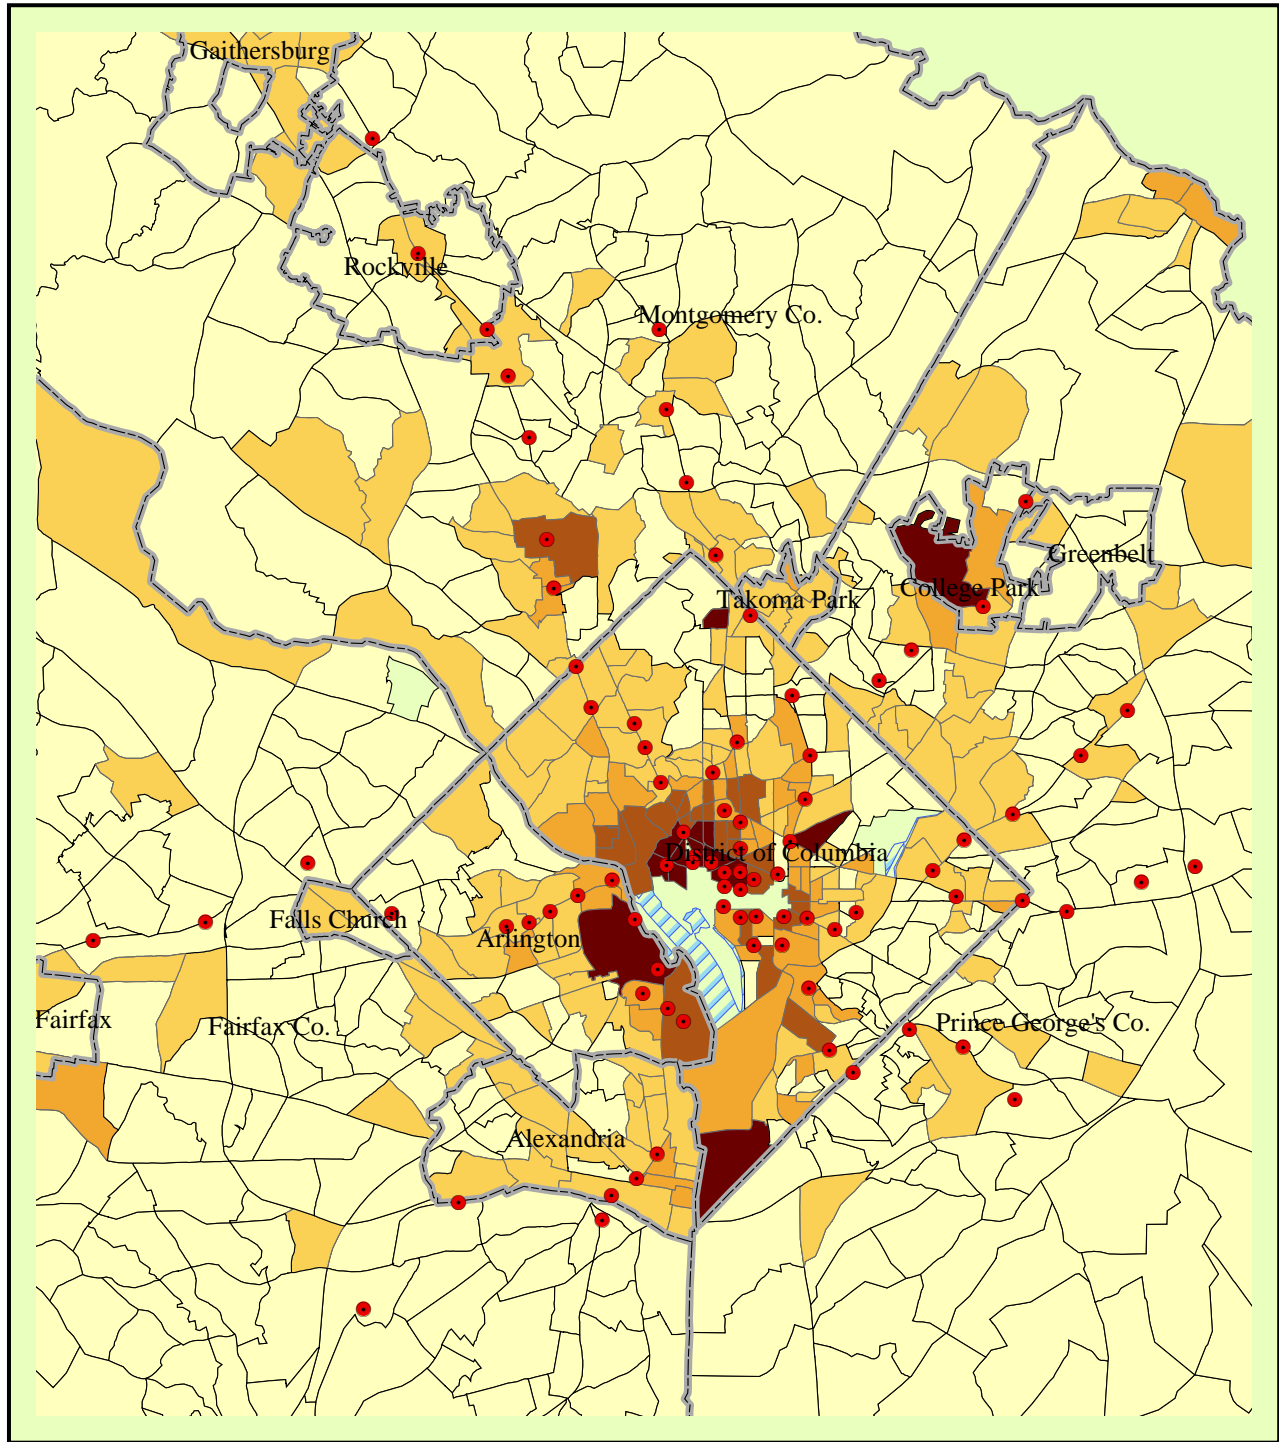 Gaithersburg
Rockville
Montgomery Co.
Greenbelt
College Park
Takoma Park
District of Columbia
Falls Church
Arlington
Fairfax
Fairfax Co.
Prince George's Co.
Alexandria